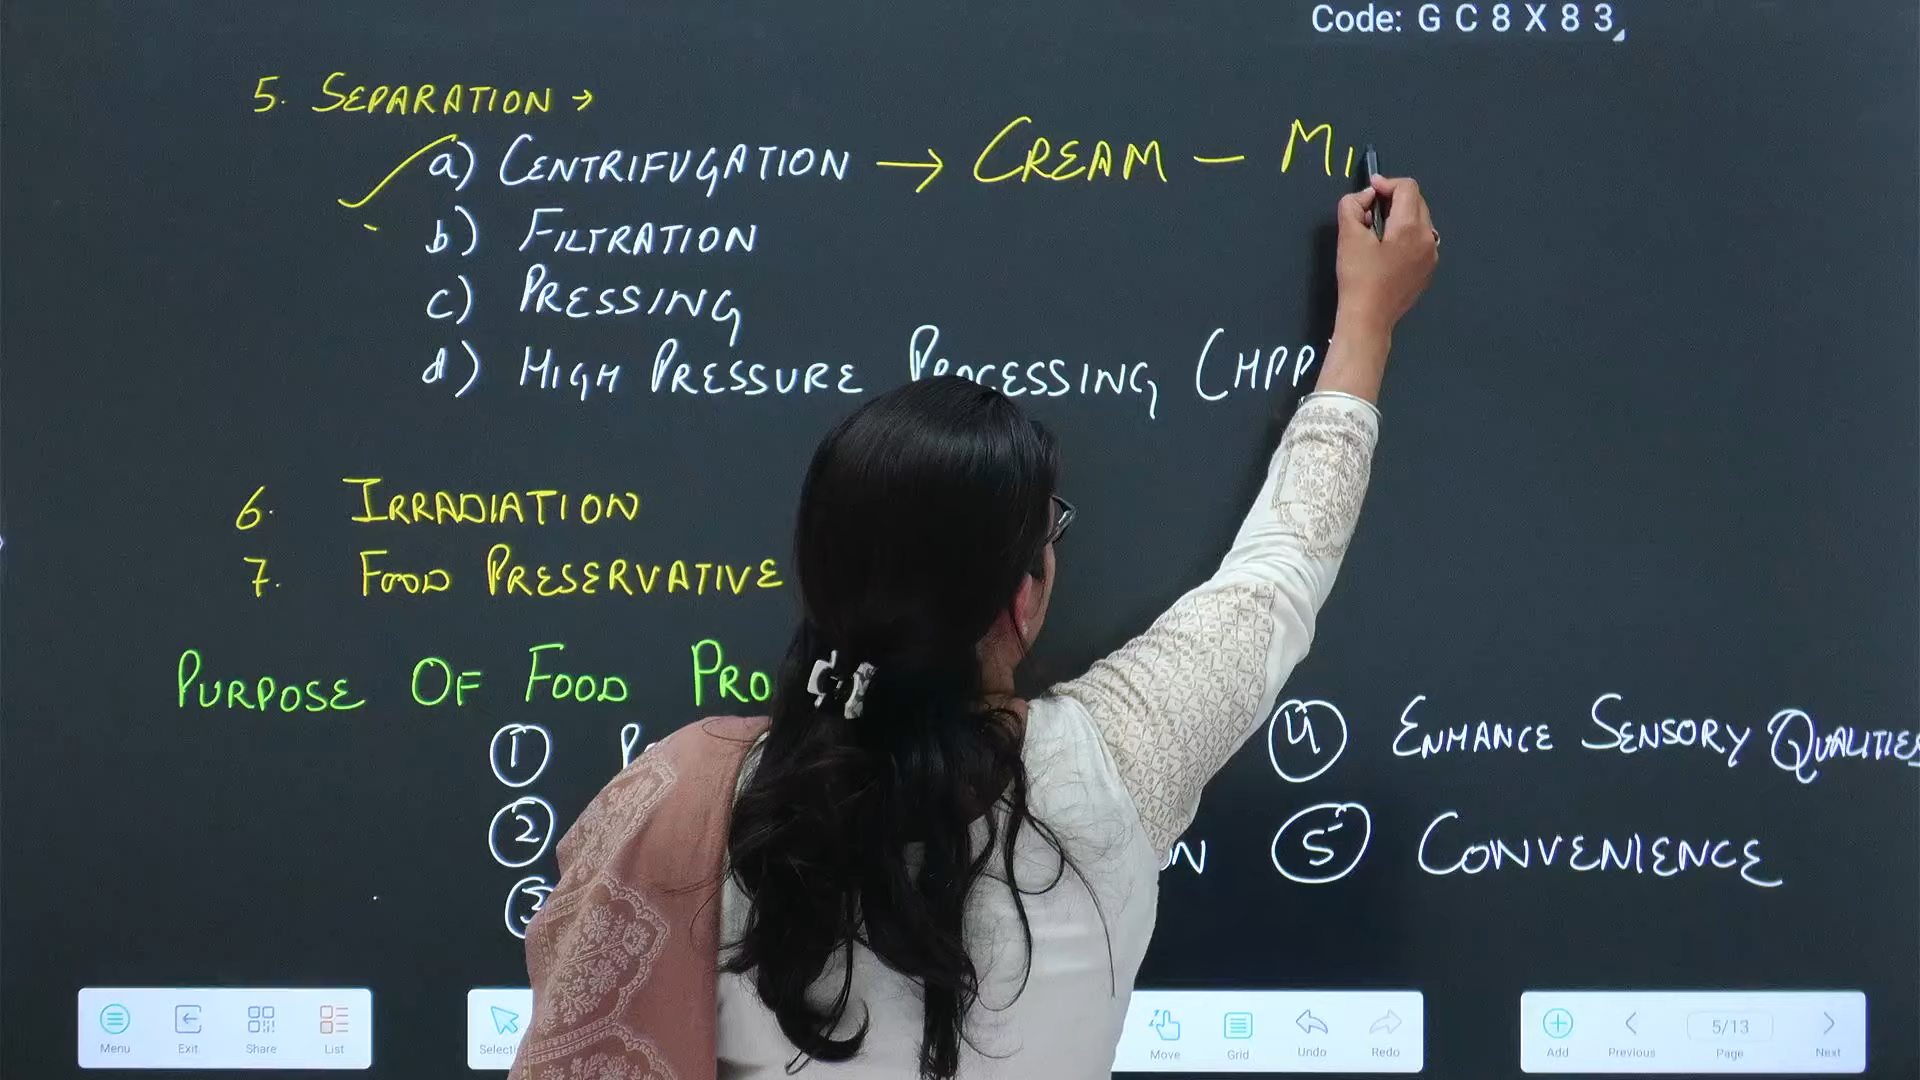 Code: G C 8 X 8 3
5. SEPARATION →
a) CENTRIFUGATION → CREAM — MI
b) FILTRATION
c) PRESSING
d) HIGH PRESSURE PROCESSING (HPP)
6. IRRADIATION
7. FOOD PRESERVATIVE
PURPOSE OF FOOD PRO
① P
④ ENHANCE SENSORY QUALITIES
②
N
⑤ CONVENIENCE
③
Menu Exit Share List Move Grid Undo Redo Add Previous 5/13 Page Next